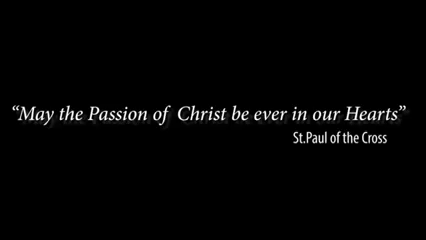 “May the Passion of Christ be ever in our Hearts”
St.Paul of the Cross